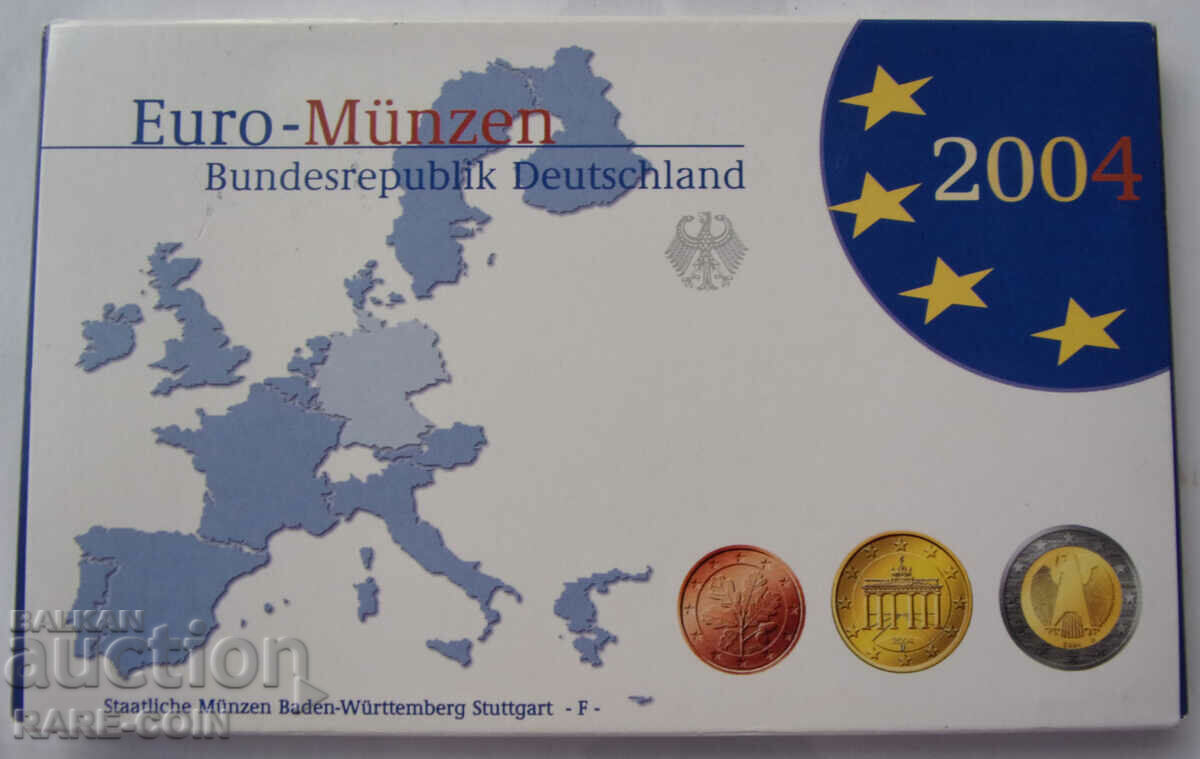 Euro-Münzen
Bundesrepublik Deutschland
2004
Staatliche Münzen Baden-Württemberg Stuttgart - F -
BALKAN
auction
RARE-COIN